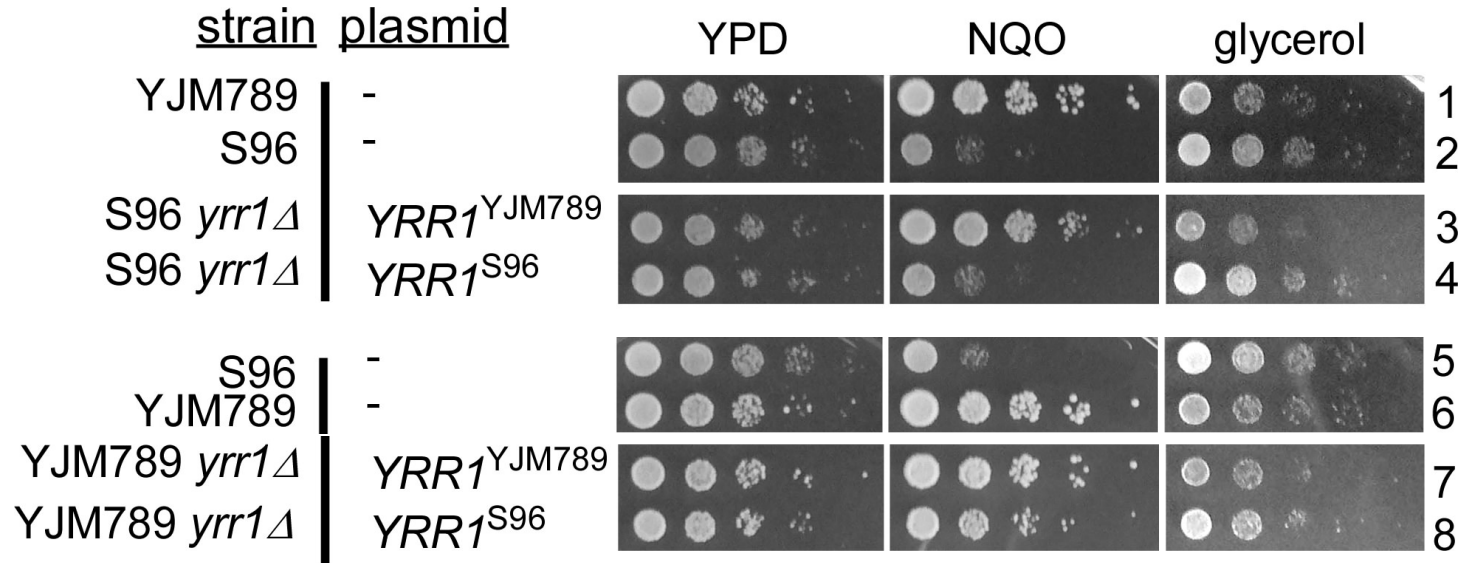 strain plasmid YPD NQO glycerol
YJM789 - 1
S96 - 2
S96 yrr1Δ YRR1YJM789 3
S96 yrr1Δ YRR1S96 4
S96 - 5
YJM789 - 6
YJM789 yrr1Δ YRR1YJM789 7
YJM789 yrr1Δ YRR1S96 8